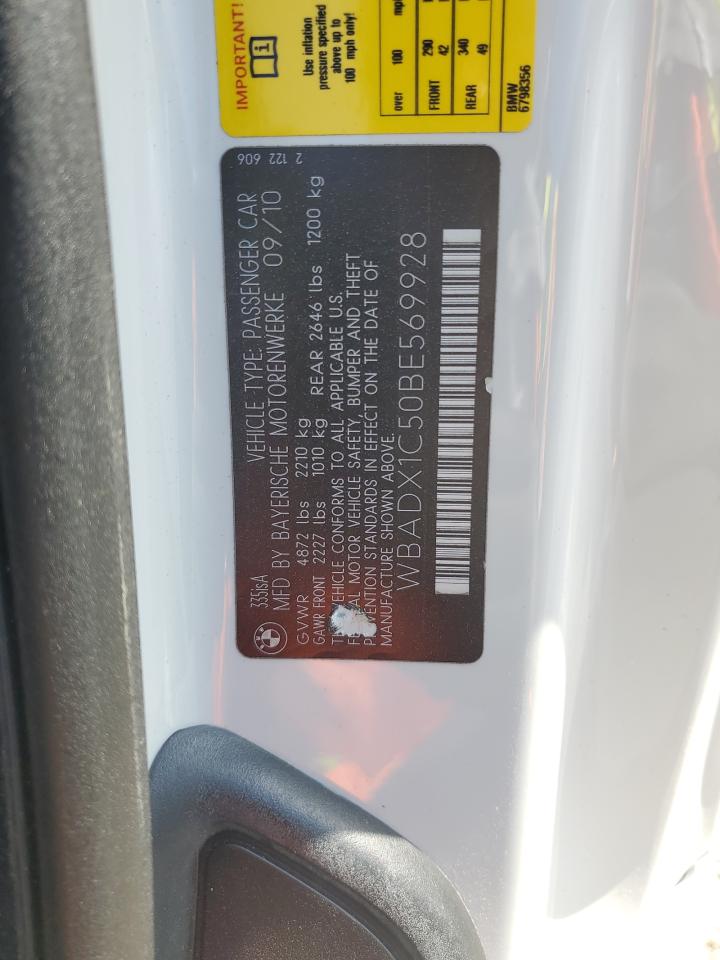 IMPORTANT!
Use inflation
pressure specified
above up to
100 mph only!
over 100 mph
FRONT 290
42
REAR 340
49
BMW
6798356
335isA
VEHICLE TYPE: PASSENGER CAR
2 122 606
MFD BY BAYERISCHE MOTORENWERKE 09/10
GVWR 4872 lbs 2210 kg
GAWR FRONT 2227 lbs 1010 kg REAR 2646 lbs 1200 kg
VEHICLE CONFORMS TO ALL APPLICABLE U.S.
MOTOR VEHICLE SAFETY, BUMPER AND THEFT
STANDARDS IN EFFECT ON THE DATE OF
MANUFACTURE SHOWN ABOVE.
WBADX1C50BE569928